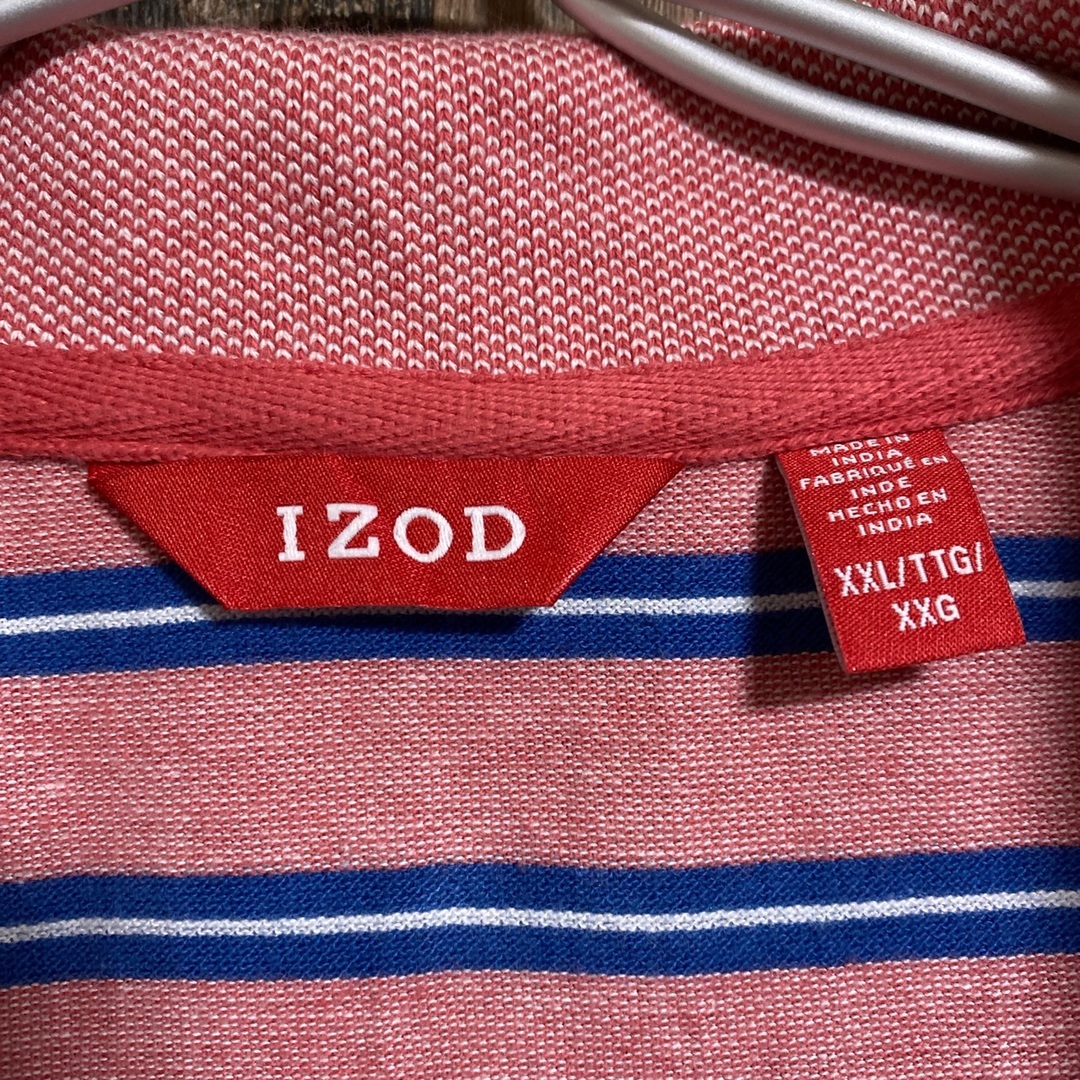 IZOD
MADE IN
INDIA
FABRIQUÉ EN
INDE
HECHO EN
INDIA
XXL/TTG/
XXG